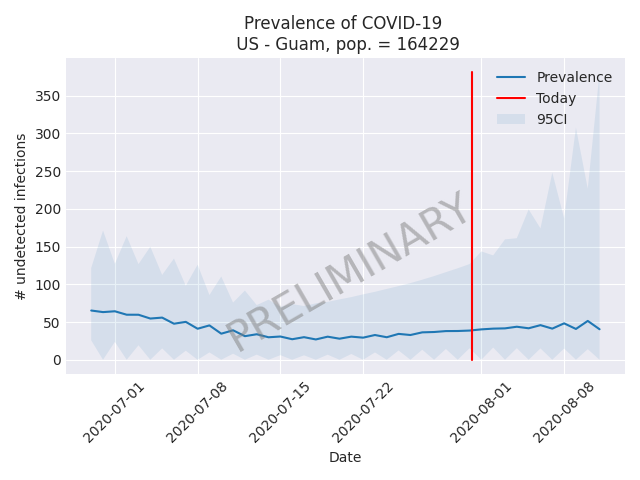 Prevalence of COVID-19
US - Guam, pop. = 164229
Prevalence
Today
95CI
# undetected infections
350
300
250
200
150
100
50
0
PRELIMINARY
2020-07-01
2020-07-08
2020-07-15
2020-07-22
2020-08-01
2020-08-08
Date